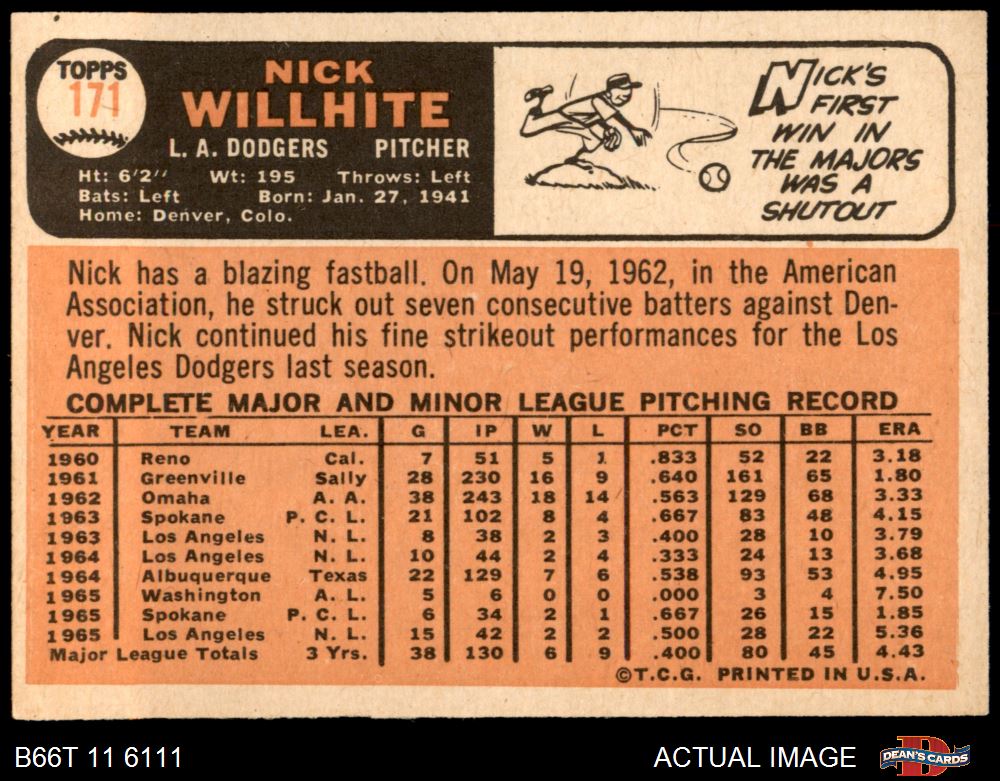 TOPPS
171
NICK
WILLHITE
L. A. DODGERS PITCHER
Ht: 6'2'' Wt: 195 Throws: Left
Bats: Left Born: Jan. 27, 1941
Home: Denver, Colo.
NICK'S
FIRST
WIN IN
THE MAJORS
WAS A
SHUTOUT
Nick has a blazing fastball. On May 19, 1962, in the American
Association, he struck out seven consecutive batters against Den-
ver. Nick continued his fine strikeout performances for the Los
Angeles Dodgers last season.
COMPLETE MAJOR AND MINOR LEAGUE PITCHING RECORD
YEAR TEAM LEA. G IP W L PCT SO BB ERA
1960 Reno Cal. 7 51 5 1 .833 52 22 3.18
1961 Greenville Sally 28 230 16 9 .640 161 65 1.80
1962 Omaha A. A. 38 243 18 14 .563 129 68 3.33
1963 Spokane P. C. L. 21 102 8 4 .667 83 48 4.15
1963 Los Angeles N. L. 8 38 2 3 .400 28 10 3.79
1964 Los Angeles N. L. 10 44 2 4 .333 24 13 3.68
1964 Albuquerque Texas 22 129 7 6 .538 93 53 4.95
1965 Washington A. L. 5 6 0 0 .000 3 4 7.50
1965 Spokane P. C. L. 6 34 2 1 .667 26 15 1.85
1965 Los Angeles N. L. 15 42 2 2 .500 28 22 5.36
Major League Totals 3 Yrs. 38 130 6 9 .400 80 45 4.43
©T.C.G. PRINTED IN U.S.A.
B66T 11 6111
ACTUAL IMAGE
DEAN'S CARDS